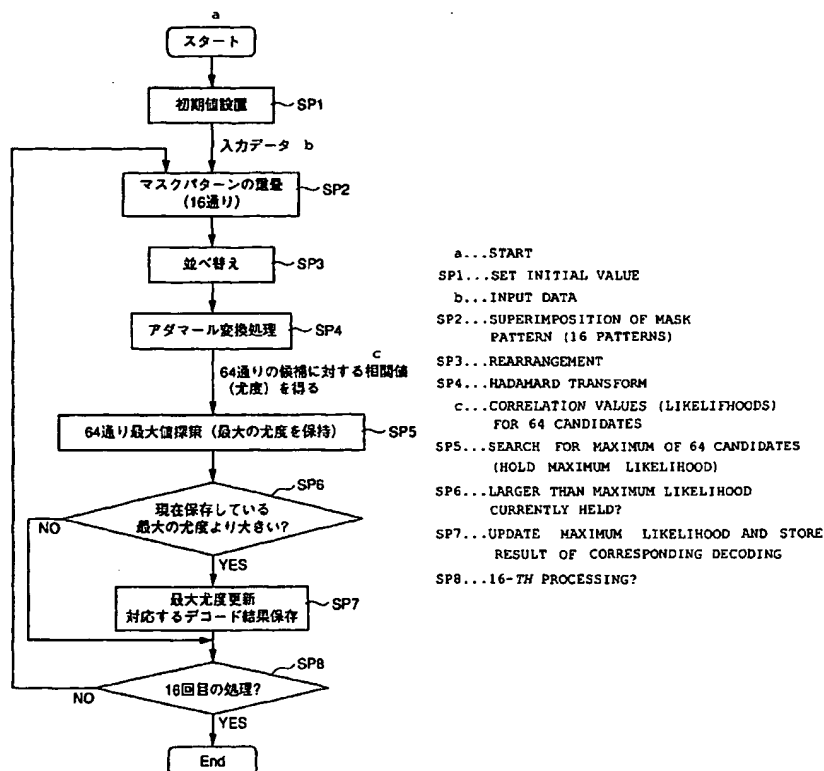 a
スタート
初期値設置 SP1
入力データ b
マスクパターンの重畳
(16通り)
SP2
並べ替え SP3
アダマール変換処理 SP4
c
64通りの候補に対する相関値
(尤度)を得る
64通り最大値探索(最大の尤度を保持) SP5
SP6
現在保存している
最大の尤度より大きい?
NO
YES
最大尤度更新
対応するデコード結果保存
SP7
SP8
16回目の処理?
NO
YES
End
a...START
SP1...SET INITIAL VALUE
b...INPUT DATA
SP2...SUPERIMPOSITION OF MASK
PATTERN (16 PATTERNS)
SP3...REARRANGEMENT
SP4...HADAMARD TRANSFORM
c...CORRELATION VALUES (LIKELIFHOODS)
FOR 64 CANDIDATES
SP5...SEARCH FOR MAXIMUM OF 64 CANDIDATES
(HOLD MAXIMUM LIKELIHOOD)
SP6...LARGER THAN MAXIMUM LIKELIHOOD
CURRENTLY HELD?
SP7...UPDATE MAXIMUM LIKELIHOOD AND STORE
RESULT OF CORRESPONDING DECODING
SP8...16-TH PROCESSING?